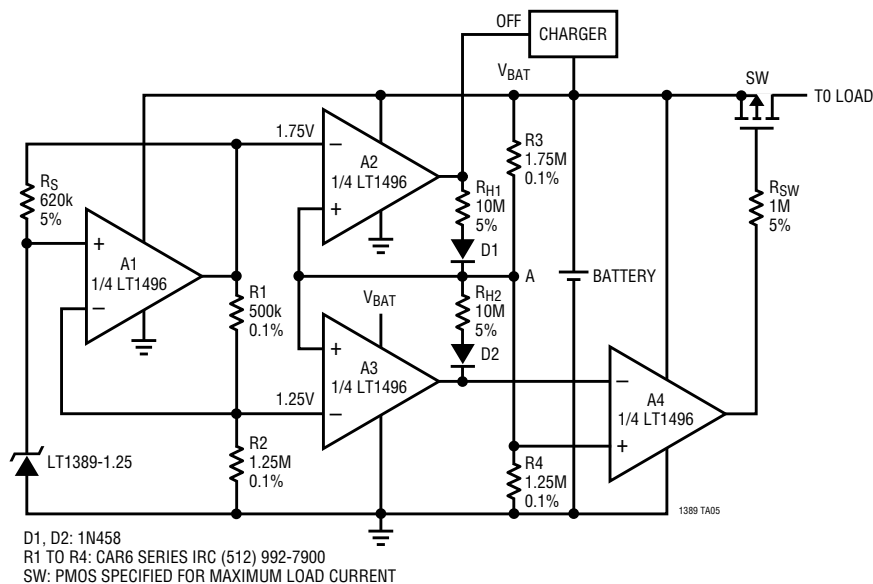 OFF
CHARGER
V_BAT
SW
TO LOAD
1.75V
−
A2
1/4 LT1496
+
R3
1.75M
0.1%
R_S
620k
5%
R_H1
10M
5%
R_SW
1M
5%
+
A1
1/4 LT1496
−
D1
A
BATTERY
R1
500k
0.1%
V_BAT
R_H2
10M
5%
+
A3
1/4 LT1496
−
D2
1.25V
−
A4
1/4 LT1496
+
LT1389-1.25
R2
1.25M
0.1%
R4
1.25M
0.1%
1389 TA05
D1, D2: 1N458
R1 TO R4: CAR6 SERIES IRC (512) 992-7900
SW: PMOS SPECIFIED FOR MAXIMUM LOAD CURRENT